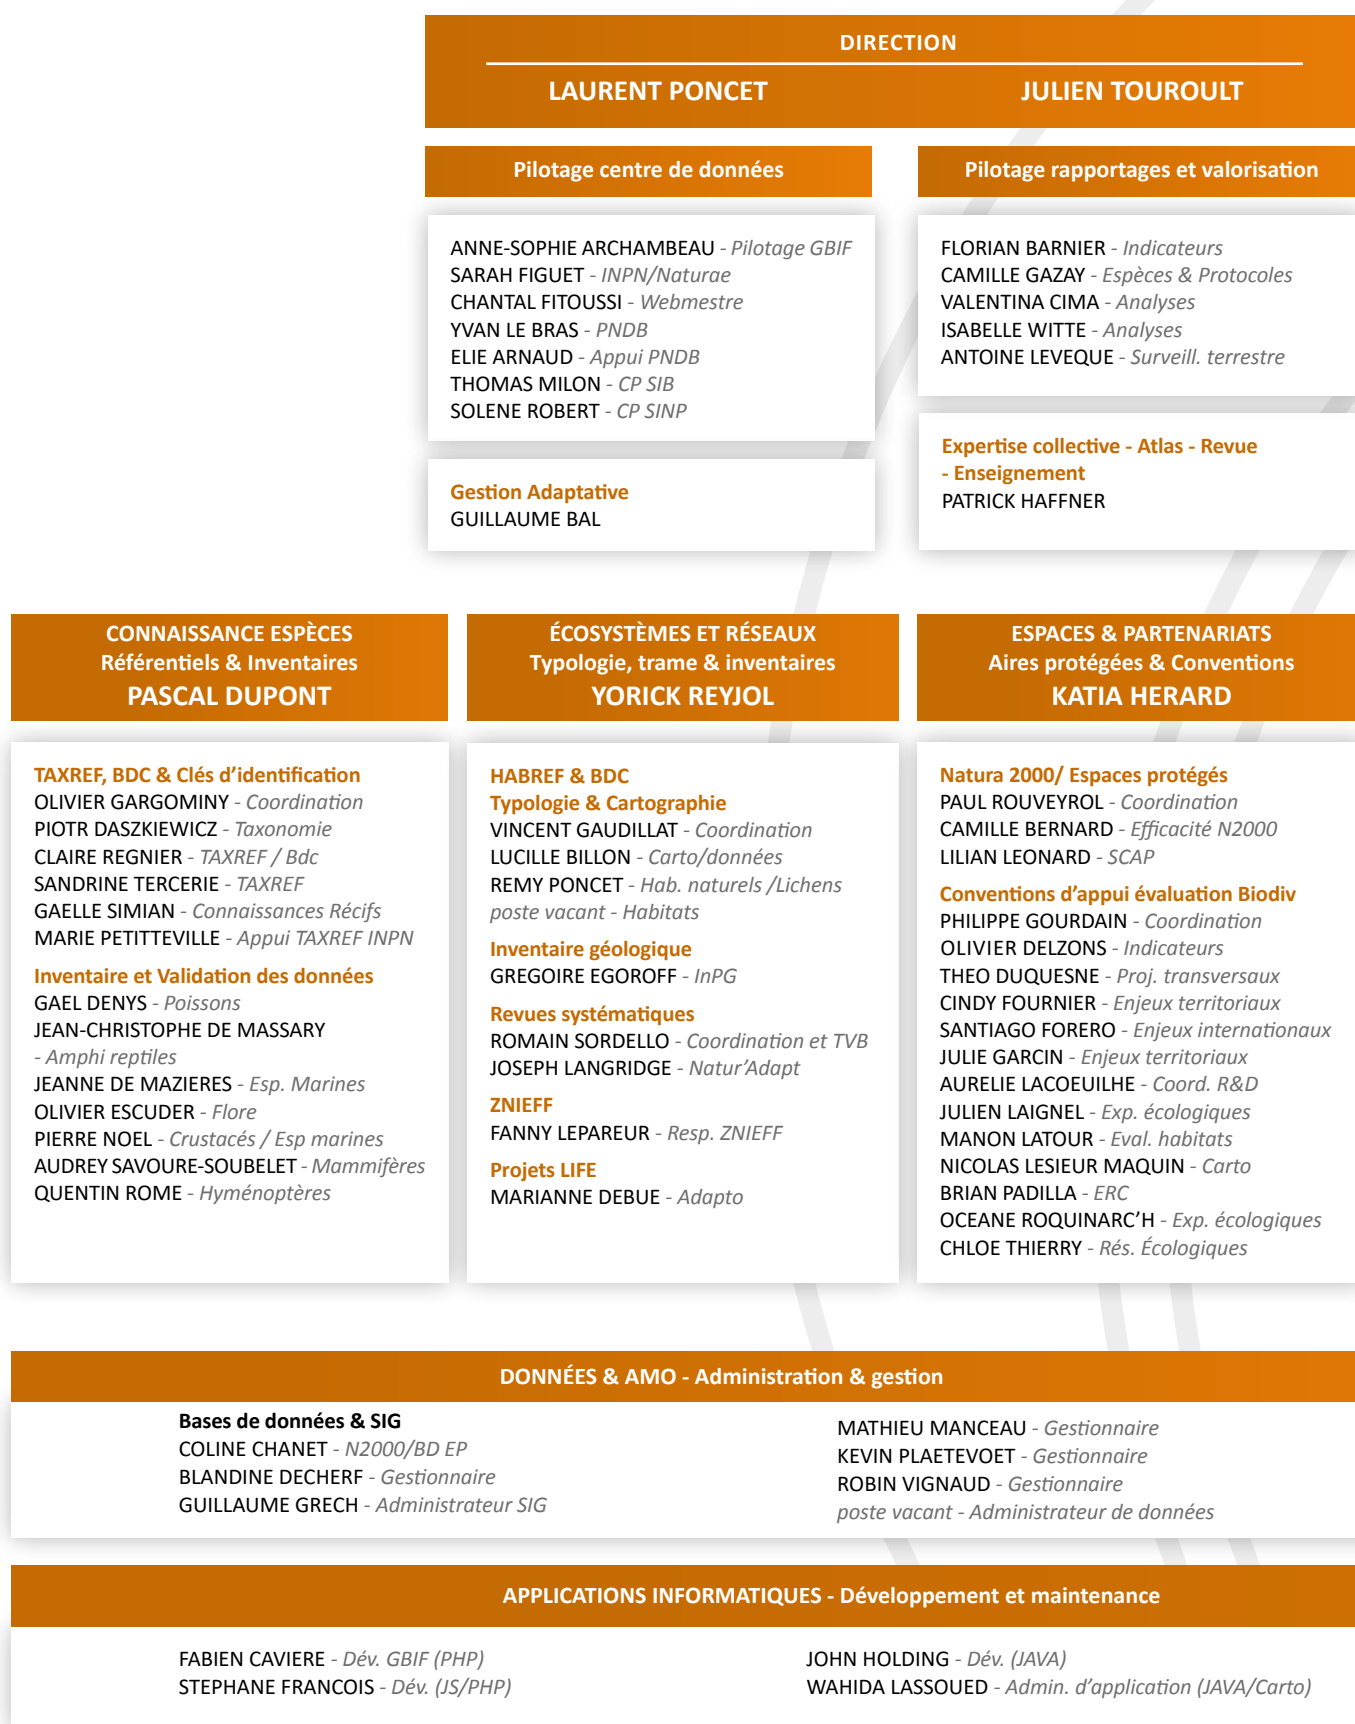 DIRECTION
LAURENT PONCET
JULIEN TOUROULT
Pilotage centre de données
ANNE-SOPHIE ARCHAMBEAU - Pilotage GBIF
SARAH FIGUET - INPN/Naturae
CHANTAL FITOUSSI - Webmestre
YVAN LE BRAS - PNDB
ELIE ARNAUD - Appui PNDB
THOMAS MILON - CP SIB
SOLENE ROBERT - CP SINP
Gestion Adaptative
GUILLAUME BAL
Pilotage rapportages et valorisation
FLORIAN BARNIER - Indicateurs
CAMILLE GAZAY - Espèces & Protocoles
VALENTINA CIMA - Analyses
ISABELLE WITTE - Analyses
ANTOINE LEVEQUE - Surveill. terrestre
Expertise collective - Atlas - Revue
- Enseignement
PATRICK HAFFNER
CONNAISSANCE ESPÈCES
Référentiels & Inventaires
PASCAL DUPONT
TAXREF, BDC & Clés d'identification
OLIVIER GARGOMINY - Coordination
PIOTR DASZKIEWICZ - Taxonomie
CLAIRE REGNIER - TAXREF / Bdc
SANDRINE TERCERIE - TAXREF
GAELLE SIMIAN - Connaissances Récifs
MARIE PETITTEVILLE - Appui TAXREF INPN
Inventaire et Validation des données
GAEL DENYS - Poissons
JEAN-CHRISTOPHE DE MASSARY
- Amphi reptiles
JEANNE DE MAZIERES - Esp. Marines
OLIVIER ESCUDER - Flore
PIERRE NOEL - Crustacés / Esp marines
AUDREY SAVOURE-SOUBELET - Mammifères
QUENTIN ROME - Hyménoptères
ÉCOSYSTÈMES ET RÉSEAUX
Typologie, trame & inventaires
YORICK REYJOL
HABREF & BDC
Typologie & Cartographie
VINCENT GAUDILLAT - Coordination
LUCILLE BILLON - Carto/données
REMY PONCET - Hab. naturels /Lichens
poste vacant - Habitats
Inventaire géologique
GREGOIRE EGOROFF - InPG
Revues systématiques
ROMAIN SORDELLO - Coordination et TVB
JOSEPH LANGRIDGE - Natur'Adapt
ZNIEFF
FANNY LEPAREUR - Resp. ZNIEFF
Projets LIFE
MARIANNE DEBUE - Adapto
ESPACES & PARTENARIATS
Aires protégées & Conventions
KATIA HERARD
Natura 2000/ Espaces protégés
PAUL ROUVEYROL - Coordination
CAMILLE BERNARD - Efficacité N2000
LILIAN LEONARD - SCAP
Conventions d'appui évaluation Biodiv
PHILIPPE GOURDAIN - Coordination
OLIVIER DELZONS - Indicateurs
THEO DUQUESNE - Proj. transversaux
CINDY FOURNIER - Enjeux territoriaux
SANTIAGO FORERO - Enjeux internationaux
JULIE GARCIN - Enjeux territoriaux
AURELIE LACOEUILHE - Coord. R&D
JULIEN LAIGNEL - Exp. écologiques
MANON LATOUR - Eval. habitats
NICOLAS LESIEUR MAQUIN - Carto
BRIAN PADILLA - ERC
OCEANE ROQUINARC'H - Exp. écologiques
CHLOE THIERRY - Rés. Écologiques
DONNÉES & AMO - Administration & gestion
Bases de données & SIG
COLINE CHANET - N2000/BD EP
BLANDINE DECHERF - Gestionnaire
GUILLAUME GRECH - Administrateur SIG
MATHIEU MANCEAU - Gestionnaire
KEVIN PLAETEVOET - Gestionnaire
ROBIN VIGNAUD - Gestionnaire
poste vacant - Administrateur de données
APPLICATIONS INFORMATIQUES - Développement et maintenance
FABIEN CAVIERE - Dév. GBIF (PHP)
STEPHANE FRANCOIS - Dév. (JS/PHP)
JOHN HOLDING - Dév. (JAVA)
WAHIDA LASSOUED - Admin. d'application (JAVA/Carto)